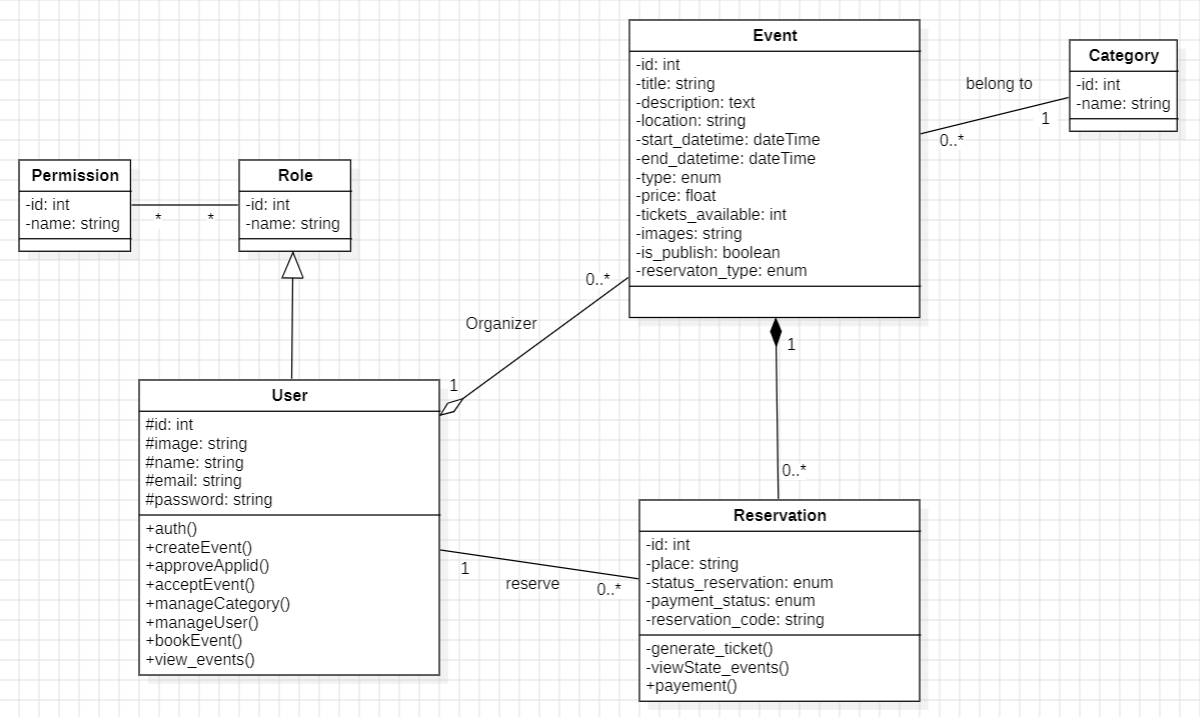 Event
-id: int
-title: string
-description: text
-location: string
-start_datetime: dateTime
-end_datetime: dateTime
-type: enum
-price: float
-tickets_available: int
-images: string
-is_publish: boolean
-reservaton_type: enum
Category
-id: int
-name: string
belong to
0..*
1
Permission
-id: int
-name: string
*
*
Role
-id: int
-name: string
0..*
Organizer
1
1
0..*
User
#id: int
#image: string
#name: string
#email: string
#password: string
+auth()
+createEvent()
+approveApplid()
+acceptEvent()
+manageCategory()
+manageUser()
+bookEvent()
+view_events()
1
reserve
0..*
Reservation
-id: int
-place: string
-status_reservation: enum
-payment_status: enum
-reservation_code: string
-generate_ticket()
-viewState_events()
+payement()